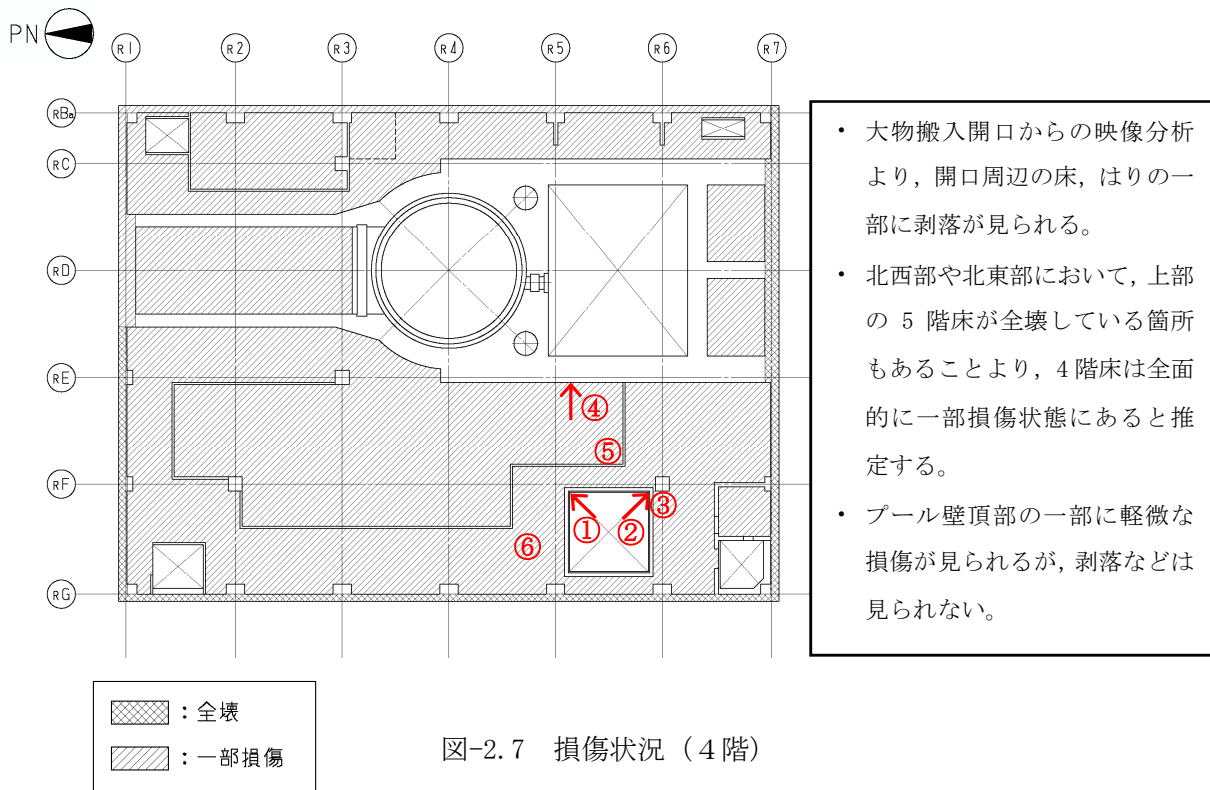 PN
R1
R2
R3
R4
R5
R6
R7
RBa
RC
RD
RE
RF
RG
④
⑤
③
①
②
⑥
・ 大物搬入開口からの映像分析
より，開口周辺の床，はりの一
部に剥落が見られる。
・ 北西部や北東部において，上部
の 5 階床が全壊している箇所
もあることより，4 階床は全面
的に一部損傷状態にあると推
定する。
・ プール壁頂部の一部に軽微な
損傷が見られるが，剥落などは
見られない。
：全壊
：一部損傷
図-2.7 損傷状況（４階）